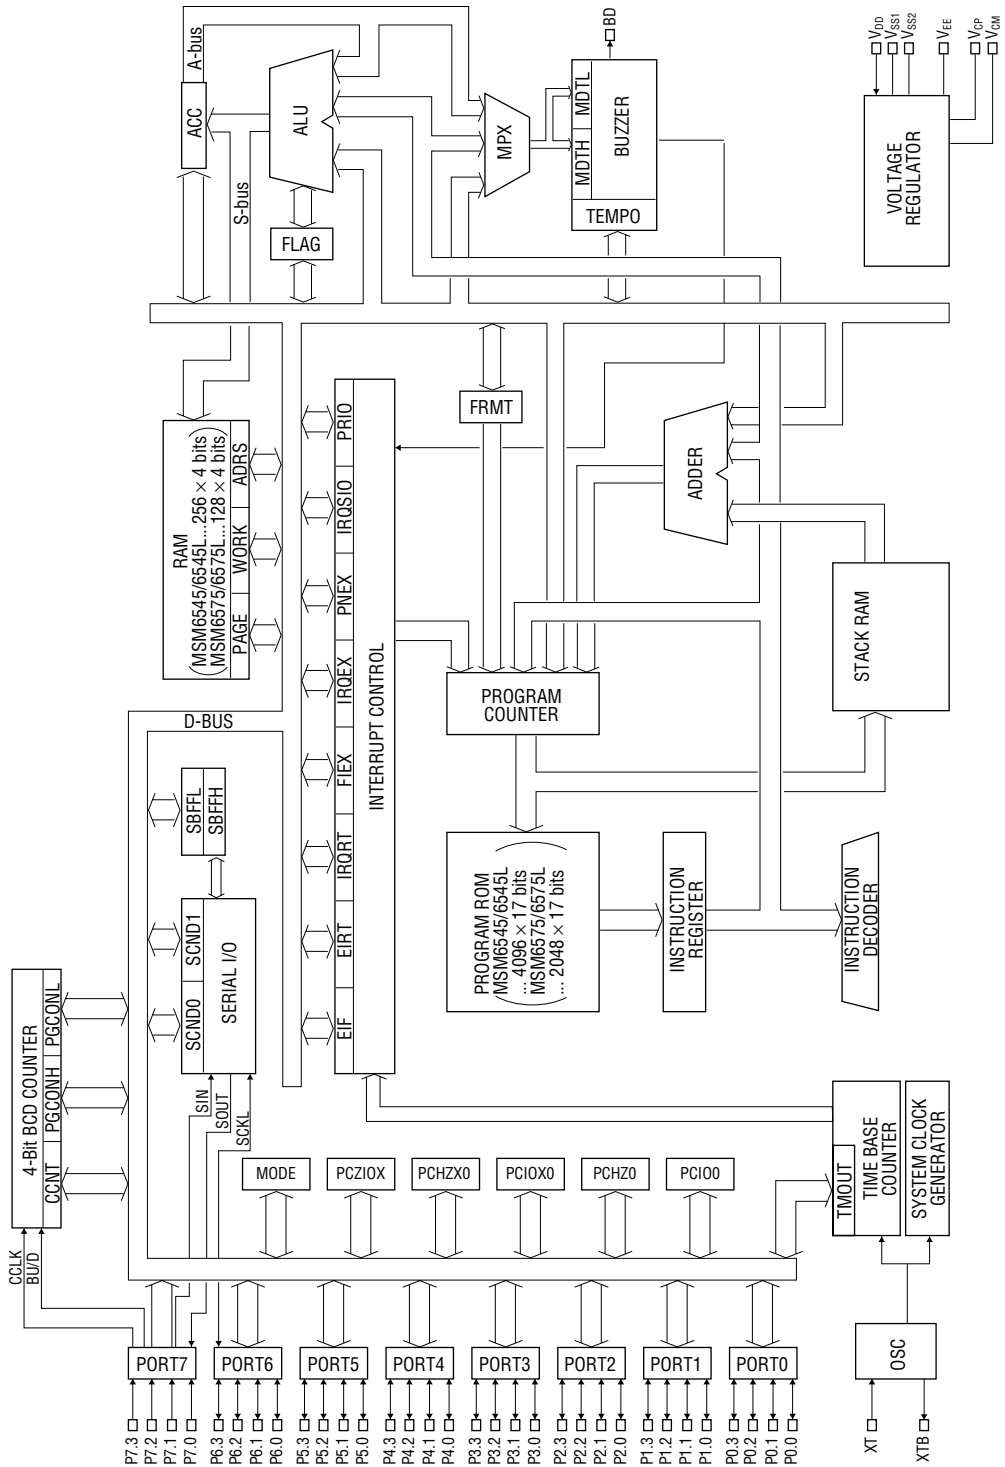 A-bus
ACC
ALU
S-bus
FLAG
MPX
MDTH
MDTL
BUZZER
TEMPO
BD
VOLTAGE
REGULATOR
VDD
VSS1
VSS2
VEE
VCP
VCM
RAM
MSM6545/6545L...256 × 4 bits
MSM6575/6575L...128 × 4 bits
PAGE
WORK
ADRS
D-BUS
INTERRUPT CONTROL
EIF
EIRT
IRQRT
FIEX
IRQEX
PNEX
IRQSIO
PRIO
FRMT
ADDER
PROGRAM
COUNTER
STACK RAM
PROGRAM ROM
MSM6545/6545L
... 4096 × 17 bits
MSM6575/6575L
... 2048 × 17 bits
INSTRUCTION
REGISTER
INSTRUCTION
DECODER
SBFFL
SBFFH
SCND0
SCND1
SERIAL I/O
SIN
SOUT
SCKL
4-Bit BCD COUNTER
CCNT
PGCONH
PGCONL
CCLK
BU/D
MODE
PCZIOX
PCHZX0
PCIOX0
PCHZ0
PCIO0
TMOUT
TIME BASE
COUNTER
SYSTEM CLOCK
GENERATOR
PORT7
PORT6
PORT5
PORT4
PORT3
PORT2
PORT1
PORT0
OSC
P7.3
P7.2
P7.1
P7.0
P6.3
P6.2
P6.1
P6.0
P5.3
P5.2
P5.1
P5.0
P4.3
P4.2
P4.1
P4.0
P3.3
P3.2
P3.1
P3.0
P2.3
P2.2
P2.1
P2.0
P1.3
P1.2
P1.1
P1.0
P0.3
P0.2
P0.1
P0.0
XT
XTB